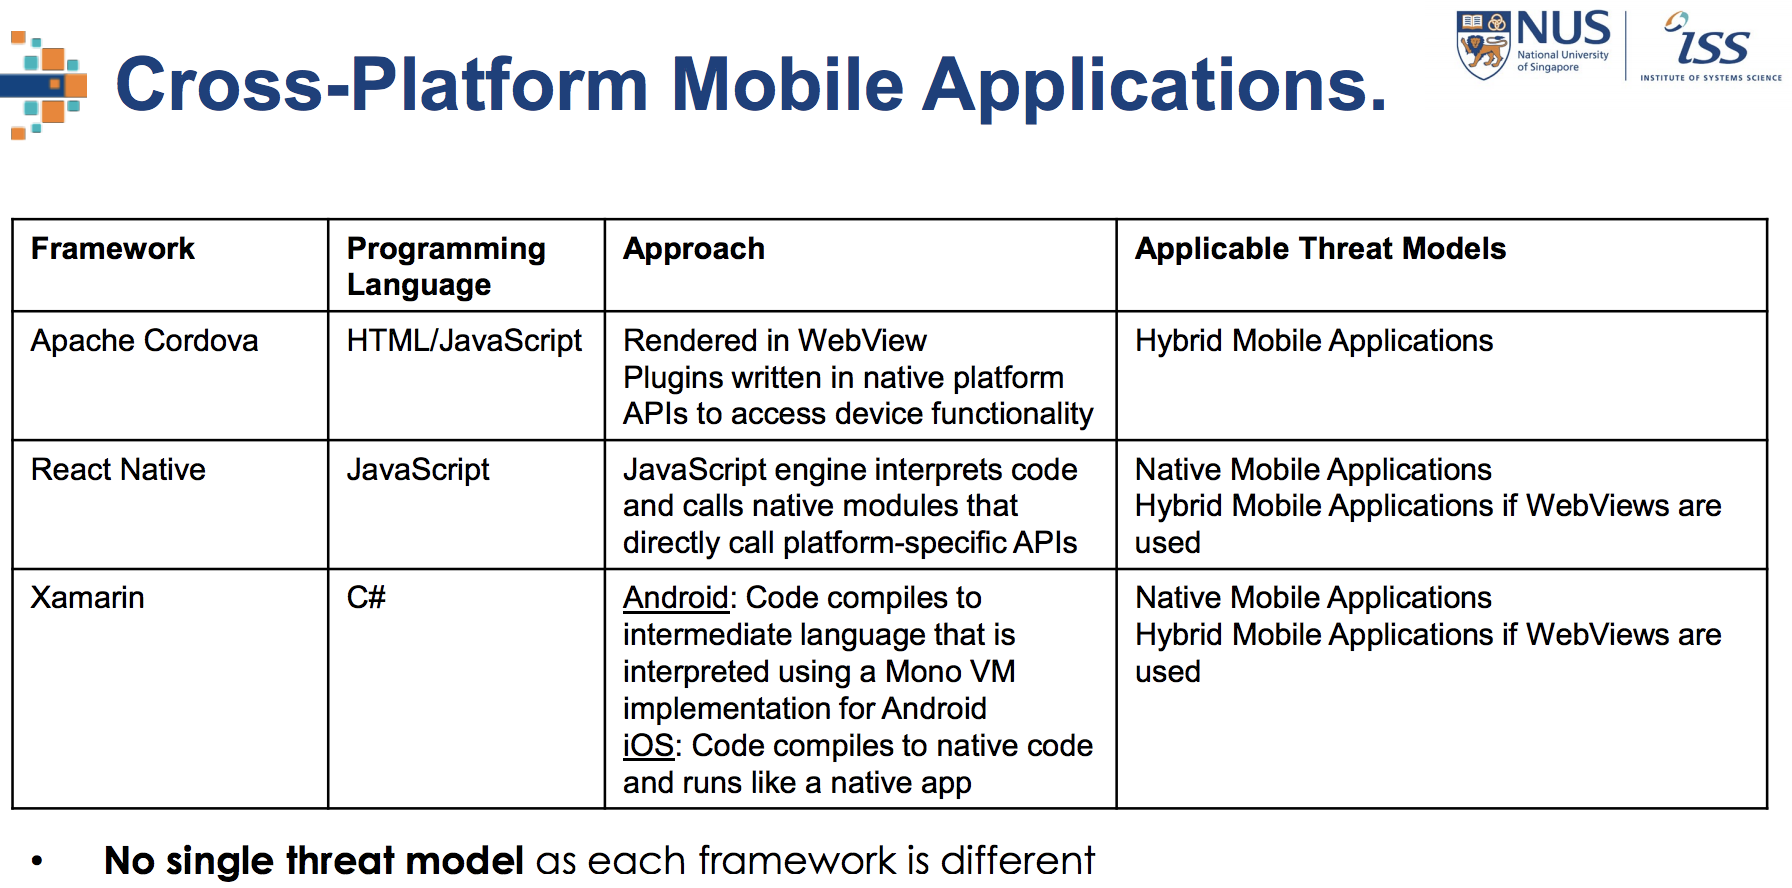 Cross-Platform Mobile Applications.
NUS
National University
of Singapore
iss
INSTITUTE OF SYSTEMS SCIENCE
Framework
Programming
Language
Approach
Applicable Threat Models
Apache Cordova
HTML/JavaScript
Rendered in WebView
Plugins written in native platform
APIs to access device functionality
Hybrid Mobile Applications
React Native
JavaScript
JavaScript engine interprets code
and calls native modules that
directly call platform-specific APIs
Native Mobile Applications
Hybrid Mobile Applications if WebViews are
used
Xamarin
C#
Android: Code compiles to
intermediate language that is
interpreted using a Mono VM
implementation for Android
iOS: Code compiles to native code
and runs like a native app
Native Mobile Applications
Hybrid Mobile Applications if WebViews are
used
• No single threat model as each framework is different